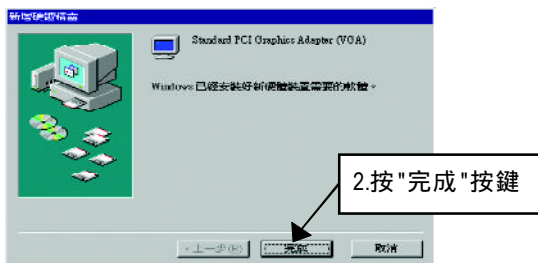 新增硬體精靈
Standard PCI Graphics Adapter (VGA)
Windows 已經安裝好新硬體裝置需要的軟體。
2.按"完成"按鍵
<上一步(B)
完成
取消